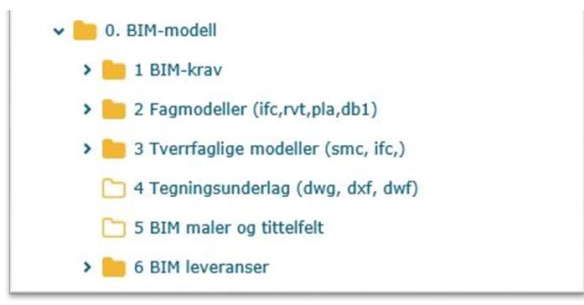 0. BIM-modell
1 BIM-krav
2 Fagmodeller (ifc,rvt,pla,db1)
3 Tverrfaglige modeller (smc, ifc,)
4 Tegningsunderlag (dwg, dxf, dwf)
5 BIM maler og tittelfelt
6 BIM leveranser